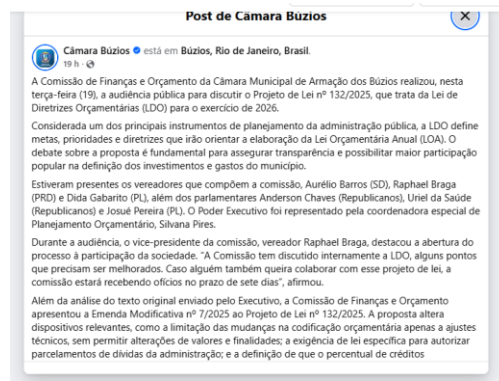 Post de Câmara Búzios
Câmara Búzios está em Búzios, Rio de Janeiro, Brasil.
19 h ·
A Comissão de Finanças e Orçamento da Câmara Municipal de Armação dos Búzios realizou, nesta
terça-feira (19), a audiência pública para discutir o Projeto de Lei nº 132/2025, que trata da Lei de
Diretrizes Orçamentárias (LDO) para o exercício de 2026.
Considerada um dos principais instrumentos de planejamento da administração pública, a LDO define
metas, prioridades e diretrizes que irão orientar a elaboração da Lei Orçamentária Anual (LOA). O
debate sobre a proposta é fundamental para assegurar transparência e possibilitar maior participação
popular na definição dos investimentos e gastos do município.
Estiveram presentes os vereadores que compõem a comissão, Aurélio Barros (SD), Raphael Braga
(PRD) e Dida Gabarito (PL), além dos parlamentares Anderson Chaves (Republicanos), Uriel da Saúde
(Republicanos) e Josué Pereira (PL). O Poder Executivo foi representado pela coordenadora especial de
Planejamento Orçamentário, Silvana Pires.
Durante a audiência, o vice-presidente da comissão, vereador Raphael Braga, destacou a abertura do
processo à participação da sociedade. “A Comissão tem discutido internamente a LDO, alguns pontos
que precisam ser melhorados. Caso alguém também queira colaborar com esse projeto de lei, a
comissão estará recebendo ofícios no prazo de sete dias”, afirmou.
Além da análise do texto original enviado pelo Executivo, a Comissão de Finanças e Orçamento
apresentou a Emenda Modificativa nº 7/2025 ao Projeto de Lei nº 132/2025. A proposta altera
dispositivos relevantes, como a limitação das mudanças na codificação orçamentária apenas a ajustes
técnicos, sem permitir alterações de valores e finalidades; a exigência de lei específica para autorizar
parcelamentos de dívidas da administração; e a definição de que o percentual de créditos